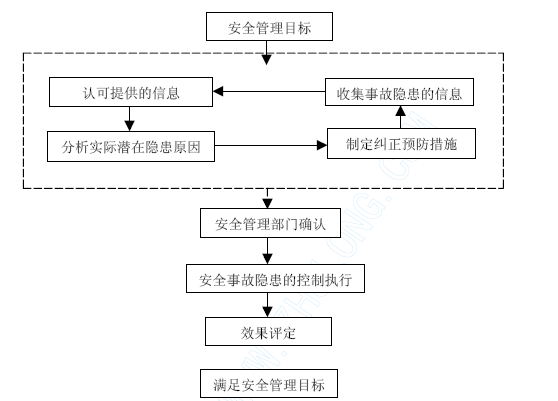 安全管理目标
认可提供的信息
收集事故隐患的信息
分析实际潜在隐患原因
制定纠正预防措施
安全管理部门确认
安全事故隐患的控制执行
效果评定
满足安全管理目标